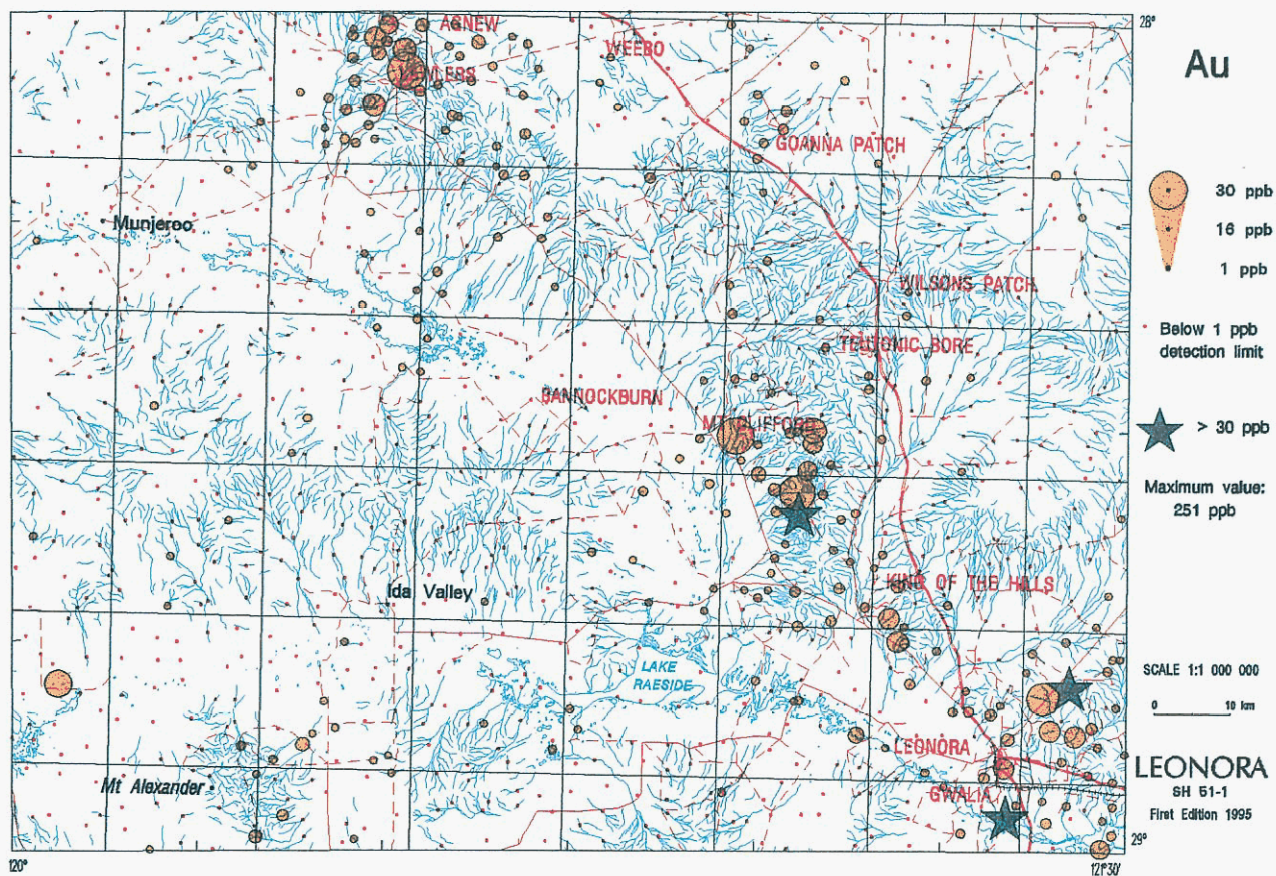 28°
AGNEW
WEEBO
Au
LAWLERS
GOANNA PATCH
30 ppb
16 ppb
1 ppb
Munjeroo
WILSONS PATCH
Below 1 ppb
detection limit
TEUTONIC BORE
BANNOCKBURN
MT CLIFFORD
> 30 ppb
Maximum value:
251 ppb
KING OF THE HILLS
Ida Valley
LAKE
RAESIDE
SCALE 1:1 000 000
0 10 km
LEONORA
LEONORA
SH 51-1
First Edition 1995
Mt Alexander
GWALIA
29°
120°
121°30'